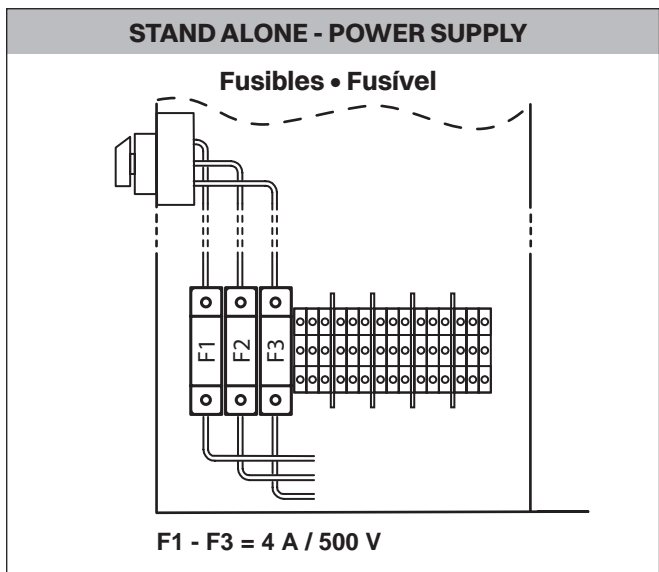 STAND ALONE - POWER SUPPLY
Fusibles • Fusível
F1
F2
F3
F1 - F3 = 4 A / 500 V